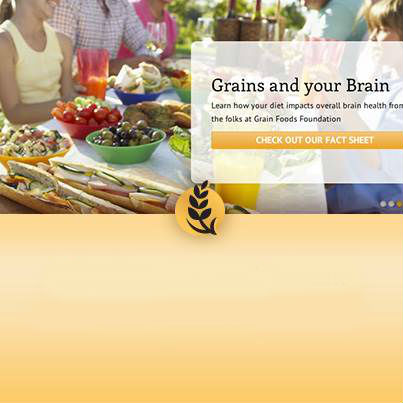 Grains and your Brain
Learn how your diet impacts overall brain health from
the folks at Grain Foods Foundation
CHECK OUT OUR FACT SHEET